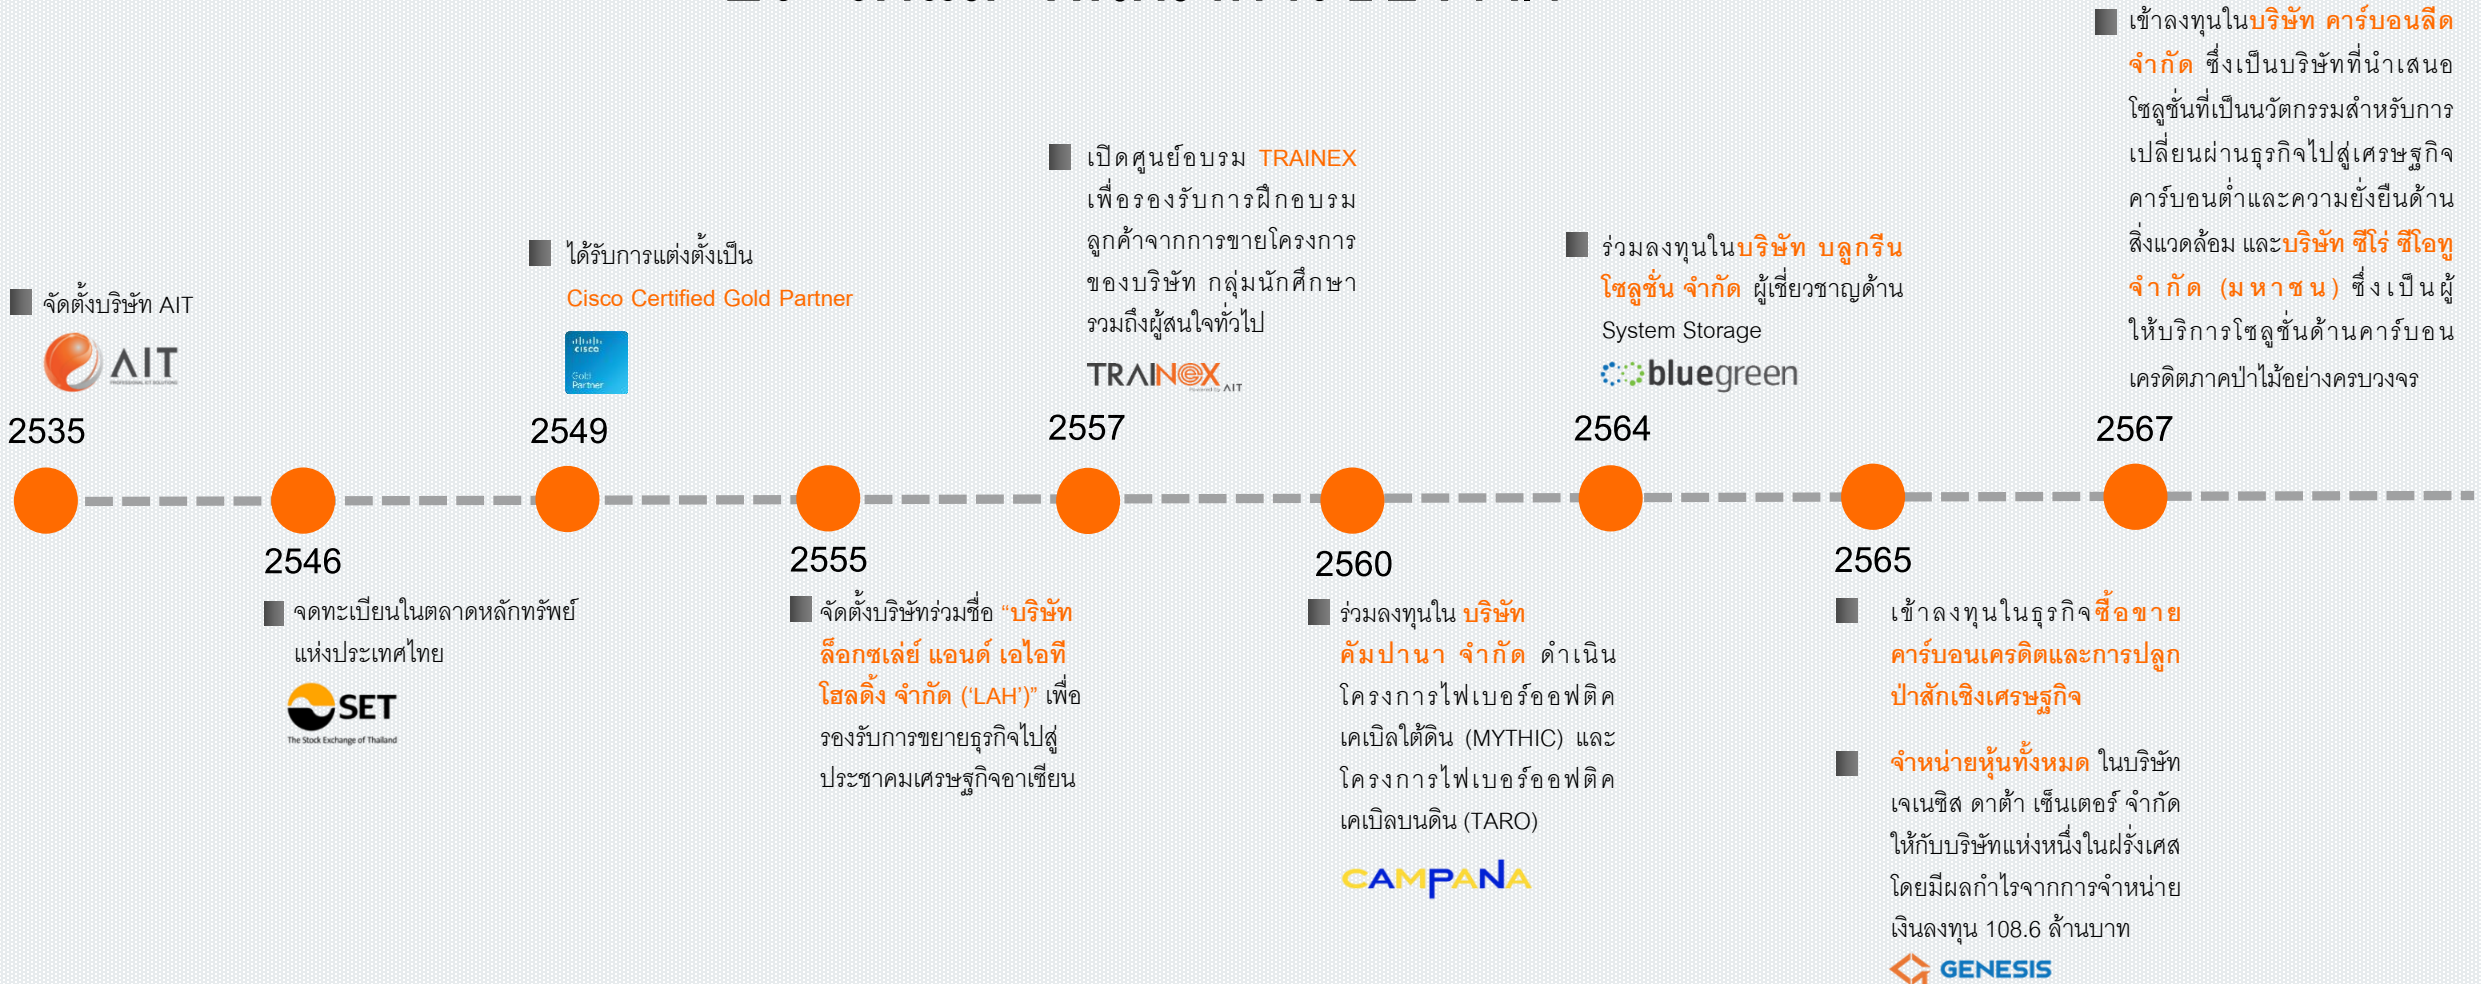 จัดตั้งบริษัท AIT
AIT
2535
2546
จดทะเบียนในตลาดหลักทรัพย์
แห่งประเทศไทย
SET
The Stock Exchange of Thailand
ได้รับการแต่งตั้งเป็น
Cisco Certified Gold Partner
cisco
Gold
Partner
2549
2555
จัดตั้งบริษัทร่วมชื่อ “บริษัท
ล็อกซเล่ย์ แอนด์ เอไอที
โฮลดิ้ง จำกัด (‘LAH’)” เพื่อ
รองรับการขยายธุรกิจไปสู่
ประชาคมเศรษฐกิจอาเซียน
เปิดศูนย์อบรม TRAINEX
เพื่อรองรับการฝึกอบรม
ลูกค้าจากการขายโครงการ
ของบริษัท กลุ่มนักศึกษา
รวมถึงผู้สนใจทั่วไป
TRAINEX
AIT
2557
2560
ร่วมลงทุนใน บริษัท
คัมปานา จำกัด ดำเนิน
โครงการไฟเบอร์ออฟติค
เคเบิลใต้ดิน (MYTHIC) และ
โครงการไฟเบอร์ออฟติค
เคเบิลบนดิน (TARO)
CAMPANA
ร่วมลงทุนในบริษัท บลูกรีน
โซลูชั่น จำกัด ผู้เชี่ยวชาญด้าน
System Storage
bluegreen
2564
2565
เข้าลงทุนในธุรกิจซื้อขาย
คาร์บอนเครดิตและการปลูก
ป่าสักเชิงเศรษฐกิจ
จำหน่ายหุ้นทั้งหมด ในบริษัท
เจเนซิส ดาต้า เซ็นเตอร์ จำกัด
ให้กับบริษัทแห่งหนึ่งในฝรั่งเศส
โดยมีผลกำไรจากการจำหน่าย
เงินลงทุน 108.6 ล้านบาท
GENESIS
เข้าลงทุนในบริษัท คาร์บอนลีด
จำกัด ซึ่งเป็นบริษัทที่นำเสนอ
โซลูชั่นที่เป็นนวัตกรรมสำหรับการ
เปลี่ยนผ่านธุรกิจไปสู่เศรษฐกิจ
คาร์บอนต่ำและความยั่งยืนด้าน
สิ่งแวดล้อม และบริษัท ซีโร่ ซีโอทู
จำกัด (มหาชน) ซึ่งเป็นผู้
ให้บริการโซลูชั่นด้านคาร์บอน
เครดิตภาคป่าไม้อย่างครบวงจร
2567